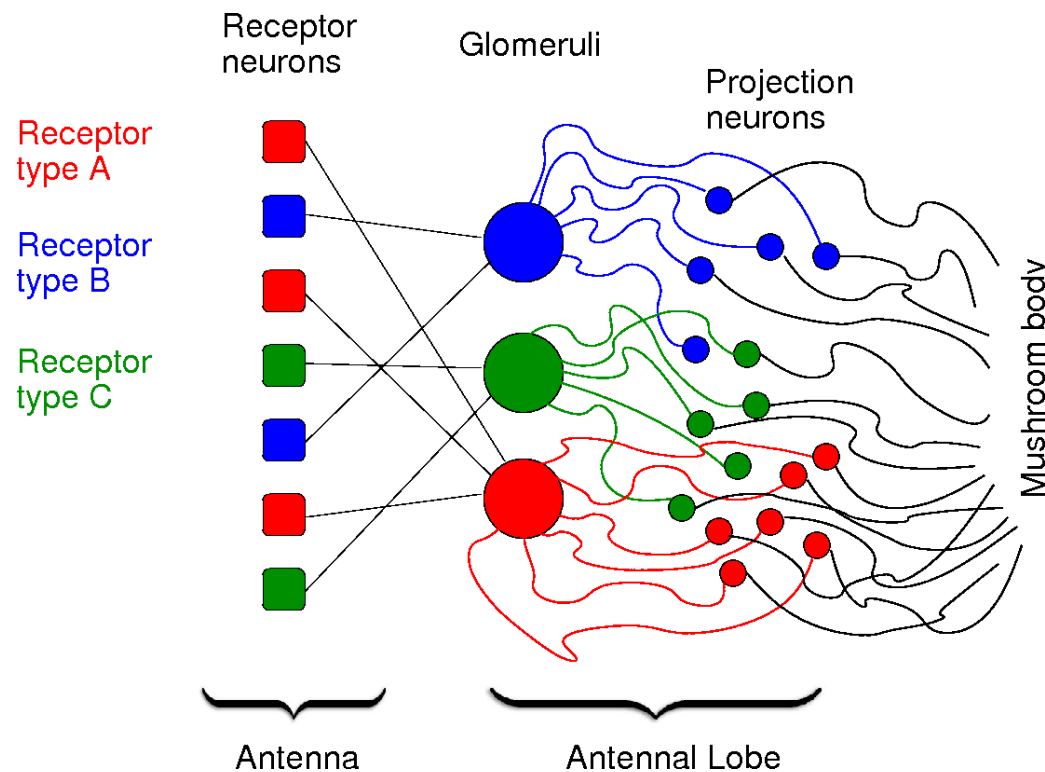 Receptor
neurons
Glomeruli
Projection
neurons
Receptor
type A
Receptor
type B
Receptor
type C
Mushroom body
Antenna
Antennal Lobe